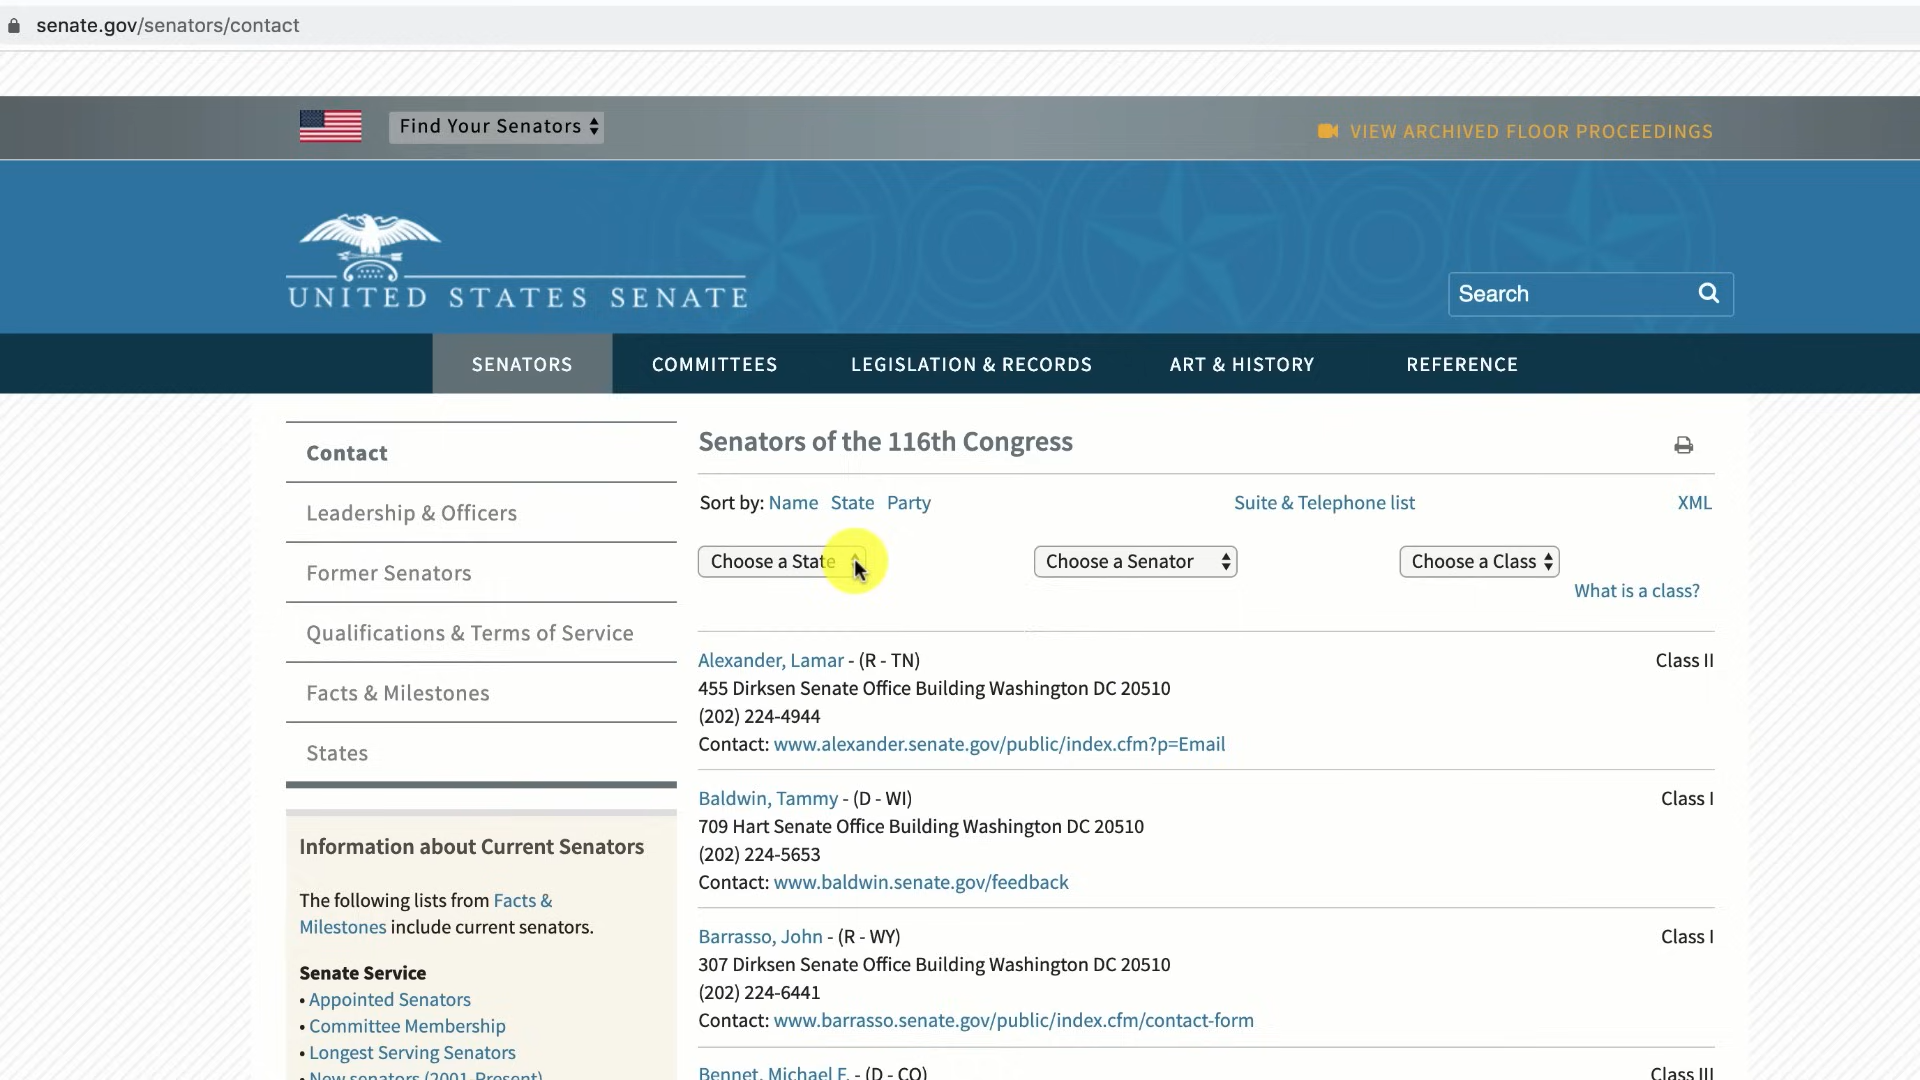 senate.gov/senators/contact
Find Your Senators
VIEW ARCHIVED FLOOR PROCEEDINGS
UNITED STATES SENATE
Search
SENATORS COMMITTEES LEGISLATION & RECORDS ART & HISTORY REFERENCE
Contact
Leadership & Officers
Former Senators
Qualifications & Terms of Service
Facts & Milestones
States
Information about Current Senators
The following lists from Facts &
Milestones include current senators.
Senate Service
• Appointed Senators
• Committee Membership
• Longest Serving Senators
• New senators (2001-Present)
Senators of the 116th Congress
Sort by: Name State Party Suite & Telephone list XML
Choose a State Choose a Senator Choose a Class
What is a class?
Alexander, Lamar - (R - TN) Class II
455 Dirksen Senate Office Building Washington DC 20510
(202) 224-4944
Contact: www.alexander.senate.gov/public/index.cfm?p=Email
Baldwin, Tammy - (D - WI) Class I
709 Hart Senate Office Building Washington DC 20510
(202) 224-5653
Contact: www.baldwin.senate.gov/feedback
Barrasso, John - (R - WY) Class I
307 Dirksen Senate Office Building Washington DC 20510
(202) 224-6441
Contact: www.barrasso.senate.gov/public/index.cfm/contact-form
Bennet, Michael F. - (D - CO) Class III